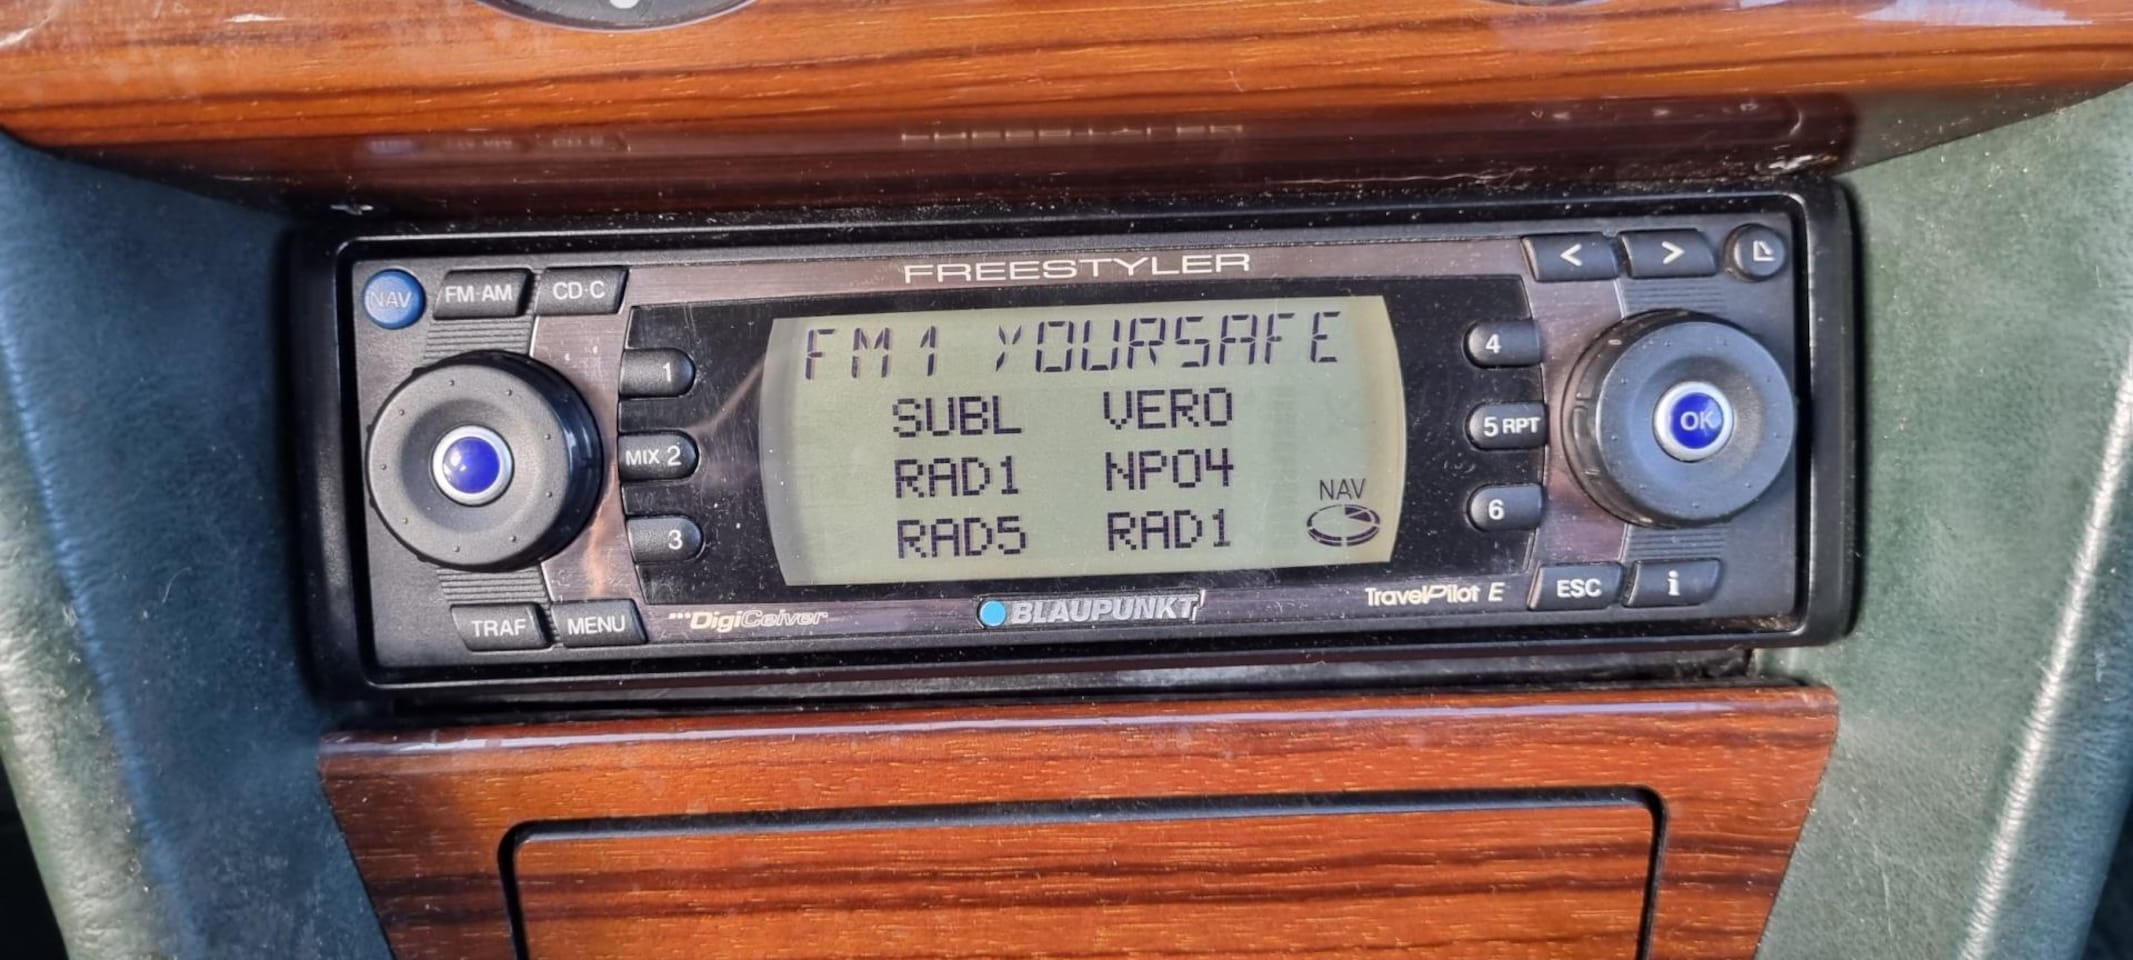 FREESTYLER
NAV FM·AM CD·C
< >
FM1 YOURSAFE
1 SUBL VERO 4
MIX 2 RAD1 NPO4 5 RPT
OK
NAV
3 RAD5 RAD1 6
TRAF MENU
DigiCeiver
BLAUPUNKT
TravelPilot E
ESC i